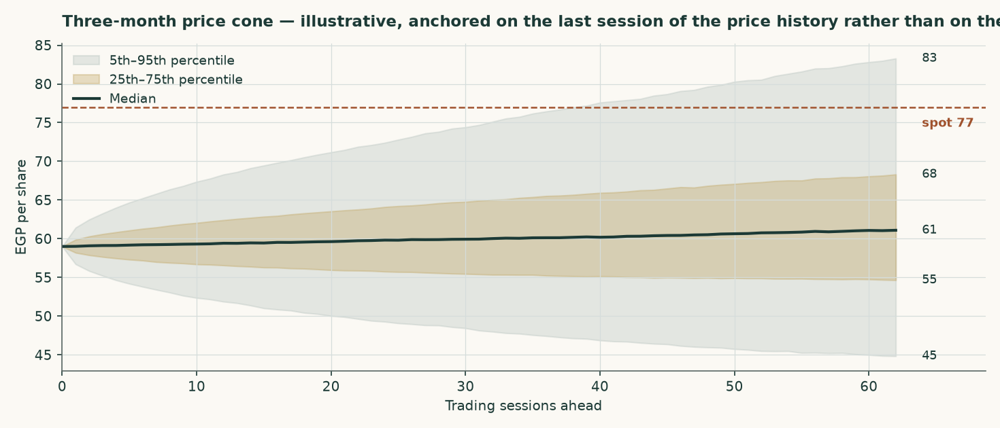 Three-month price cone — illustrative, anchored on the last session of the price history rather than on the
85
80
75
70
65
60
55
50
45
EGP per share
5th–95th percentile
25th–75th percentile
Median
83
spot 77
68
61
55
45
0 10 20 30 40 50 60
Trading sessions ahead